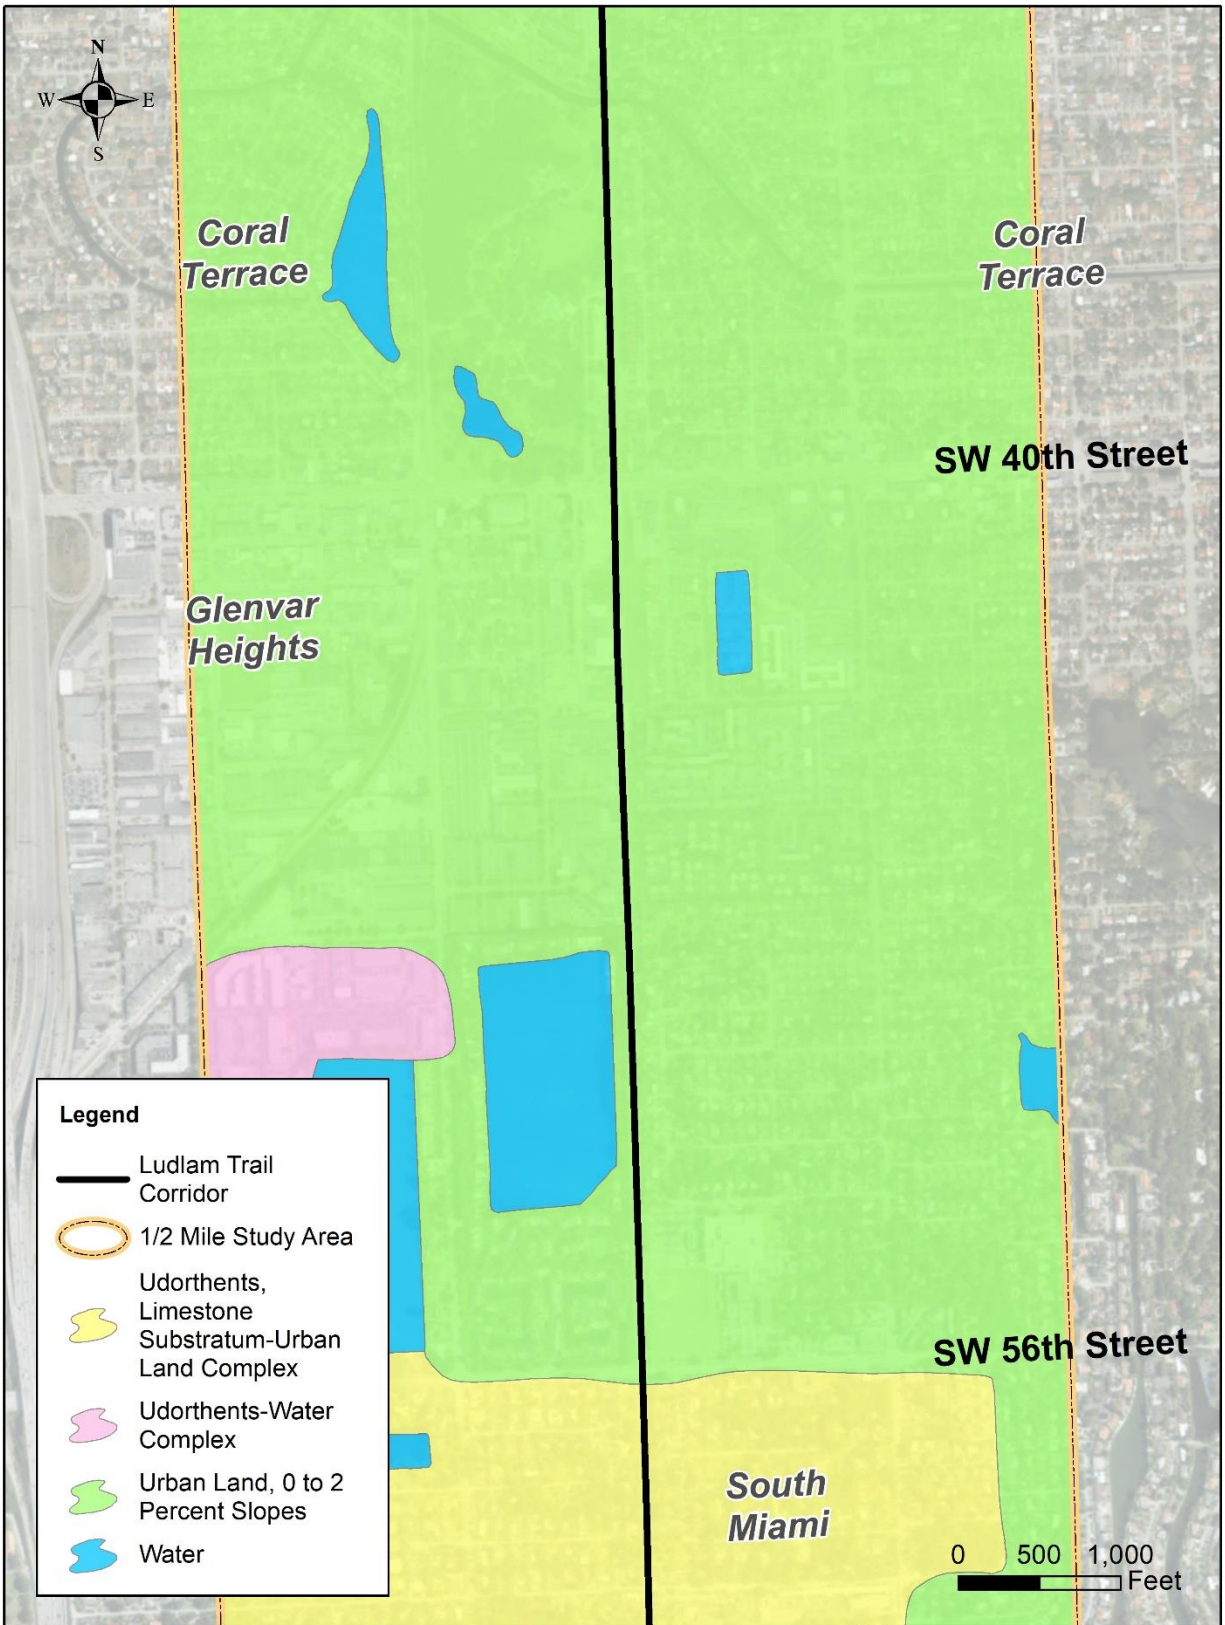 N
W E
S
Coral
Terrace
Coral
Terrace
SW 40th Street
Glenvar
Heights
Legend
Ludlam Trail
Corridor
1/2 Mile Study Area
Udorthents,
Limestone
Substratum-Urban
Land Complex
Udorthents-Water
Complex
Urban Land, 0 to 2
Percent Slopes
Water
SW 56th Street
South
Miami
0 500 1,000
Feet